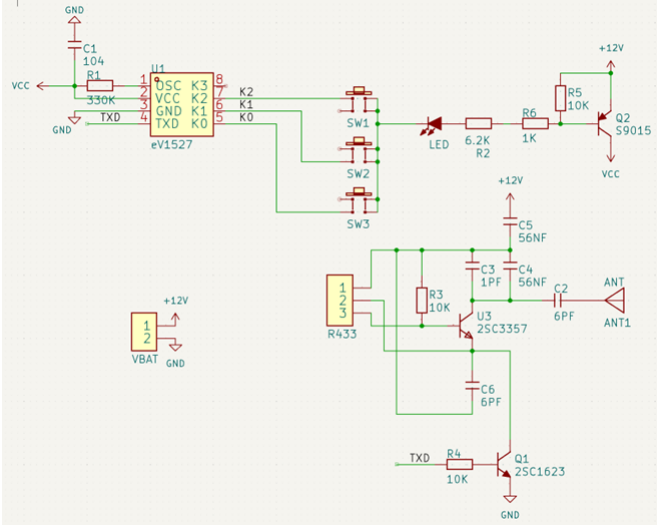 GND
C1
104
VCC
R1
330K
GND
TXD
U1
1 OSC K3 8
2 VCC K2 7
3 GND K1 6
4 TXD K0 5
eV1527
K2
K1
K0
SW1
SW2
SW3
LED
6.2K
R2
R6
1K
+12V
R5
10K
Q2
S9015
VCC
+12V
C5
56NF
C3
1PF
C4
56NF
C2
6PF
ANT
ANT1
1
2
3
R433
R3
10K
U3
2SC3357
C6
6PF
+12V
1
2
VBAT
GND
TXD
R4
10K
Q1
2SC1623
GND